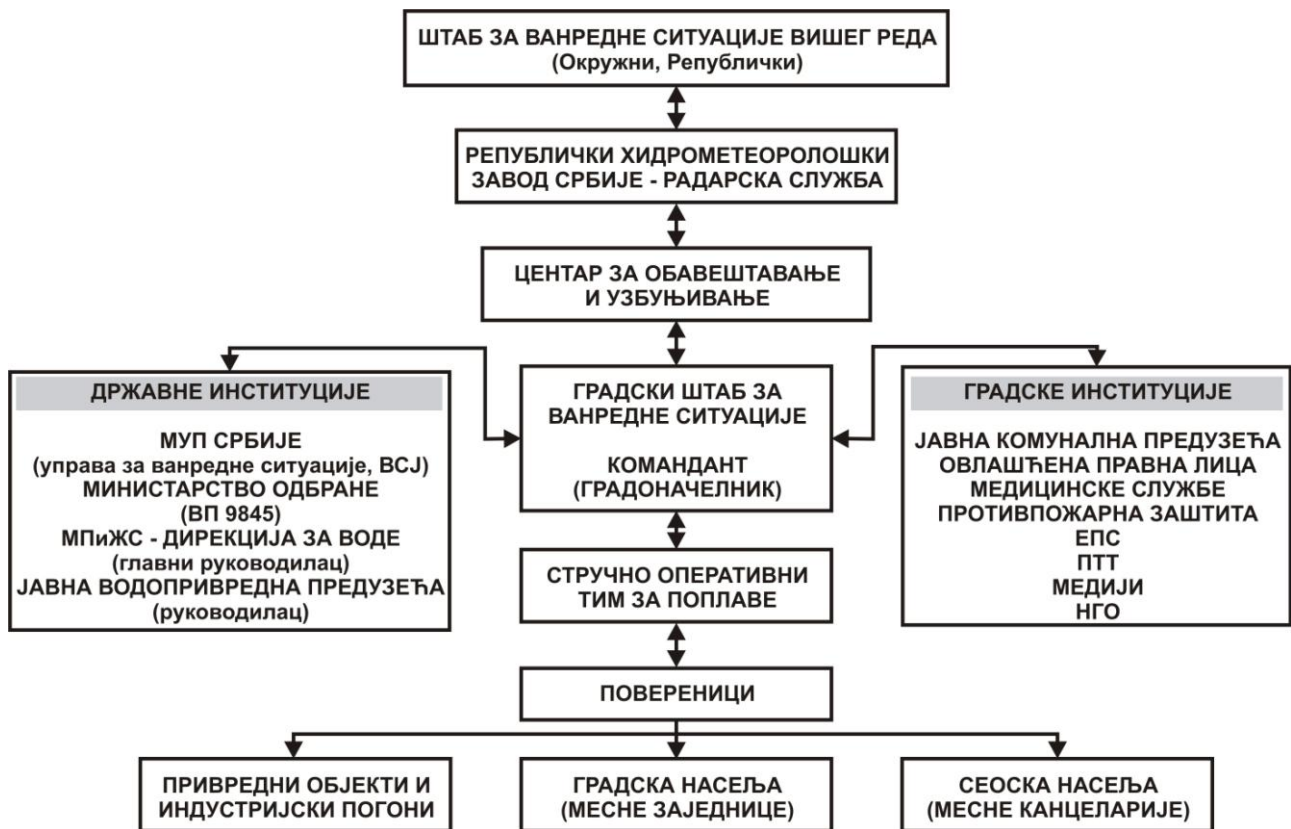 ШТАБ ЗА ВАНРЕДНЕ СИТУАЦИЈЕ ВИШЕГ РЕДА
(Окружни, Републички)
РЕПУБЛИЧКИ ХИДРОМЕТЕОРОЛОШКИ
ЗАВОД СРБИЈЕ - РАДАРСКА СЛУЖБА
ЦЕНТАР ЗА ОБАВЕШТАВАЊЕ
И УЗБУЊИВАЊЕ
ДРЖАВНЕ ИНСТИТУЦИЈЕ
МУП СРБИЈЕ
(управа за ванредне ситуације, ВСЈ)
МИНИСТАРСТВО ОДБРАНЕ
(ВП 9845)
МПиЖС - ДИРЕКЦИЈА ЗА ВОДЕ
(главни руководилац)
ЈАВНА ВОДОПРИВРЕДНА ПРЕДУЗЕЋА
(руководилац)
ГРАДСКИ ШТАБ ЗА
ВАНРЕДНЕ СИТУАЦИЈЕ
КОМАНДАНТ
(ГРАДОНАЧЕЛНИК)
ГРАДСКЕ ИНСТИТУЦИЈЕ
ЈАВНА КОМУНАЛНА ПРЕДУЗЕЋА
ОВЛАШЋЕНА ПРАВНА ЛИЦА
МЕДИЦИНСКЕ СЛУЖБЕ
ПРОТИВПОЖАРНА ЗАШТИТА
ЕПС
ПТТ
МЕДИЈИ
НГО
СТРУЧНО ОПЕРАТИВНИ
ТИМ ЗА ПОПЛАВЕ
ПОВЕРЕНИЦИ
ПРИВРЕДНИ ОБЈЕКТИ И
ИНДУСТРИЈСКИ ПОГОНИ
ГРАДСКА НАСЕЉА
(МЕСНЕ ЗАЈЕДНИЦЕ)
СЕОСКА НАСЕЉА
(МЕСНЕ КАНЦЕЛАРИЈЕ)